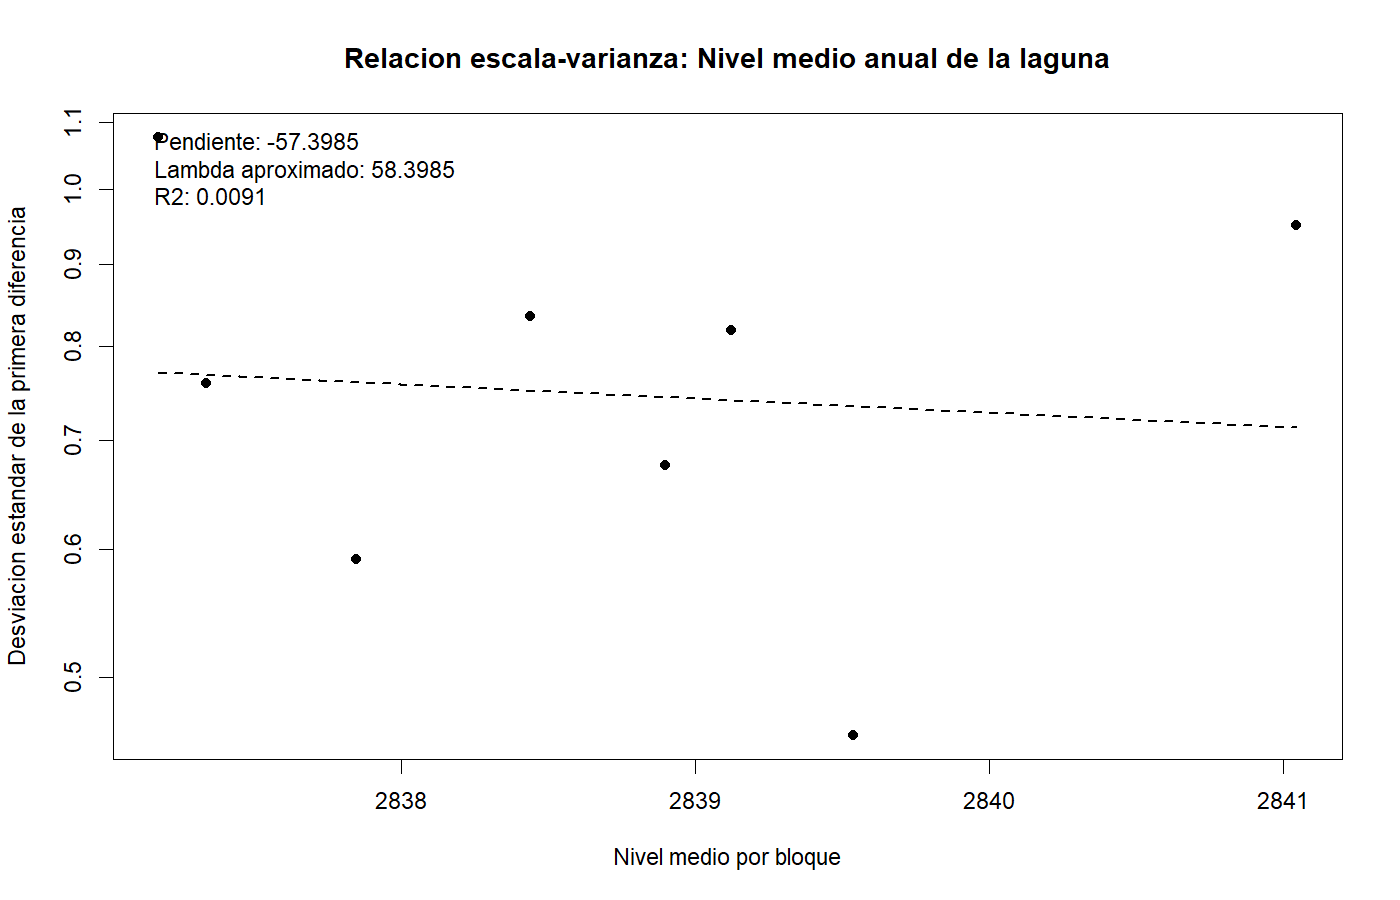 Relacion escala-varianza: Nivel medio anual de la laguna
Pendiente: -57.3985
Lambda aproximado: 58.3985
R2: 0.0091
Desviacion estandar de la primera diferencia
1.1
1.0
0.9
0.8
0.7
0.6
0.5
2838
2839
2840
2841
Nivel medio por bloque